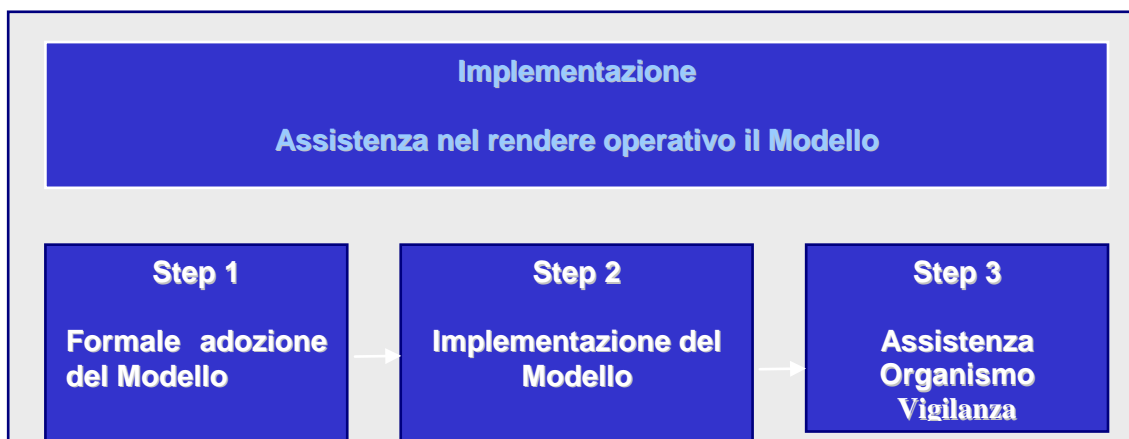 Implementazione
Assistenza nel rendere operativo il Modello
Step 1
Formale adozione
del Modello
Step 2
Implementazione del
Modello
Step 3
Assistenza
Organismo
Vigilanza